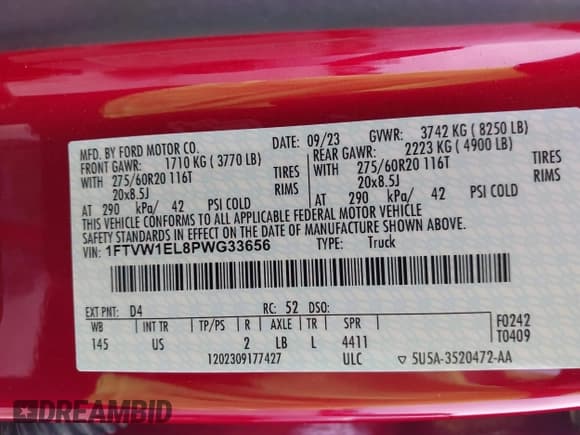 MFD. BY FORD MOTOR CO. DATE: 09/23 GVWR: 3742 KG ( 8250 LB)
FRONT GAWR: 1710 KG ( 3770 LB) REAR GAWR: 2223 KG ( 4900 LB)
WITH 275/60R20 116T TIRES WITH 275/60R20 116T TIRES
20x8.5J RIMS 20x8.5J RIMS
AT 290 kPa/ 42 PSI COLD AT 290 kPa/ 42 PSI COLD
THIS VEHICLE CONFORMS TO ALL APPLICABLE FEDERAL MOTOR VEHICLE
SAFETY STANDARDS IN EFFECT ON THE DATE OF MANUFACTURE SHOWN ABOVE.
VIN: 1FTVW1EL8PWG33656 TYPE: Truck
EXT PNT: D4 RC: 52 DSO:
WB INT TR TP/PS R AXLE TR SPR F0242
145 US 2 LB L 4411 T0409
1202309177427 ULC ▽ 5U5A-3520472-AA
DREAMBID